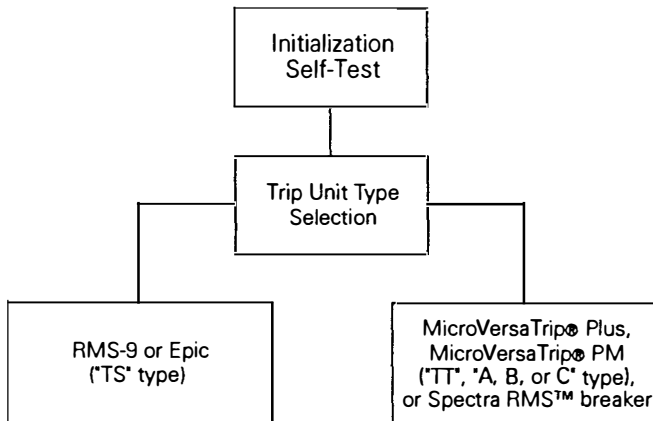 Initialization
Self-Test
Trip Unit Type
Selection
RMS-9 or Epic
("TS" type)
MicroVersaTrip® Plus,
MicroVersaTrip® PM
("TT", "A, B, or C" type),
or Spectra RMS™ breaker